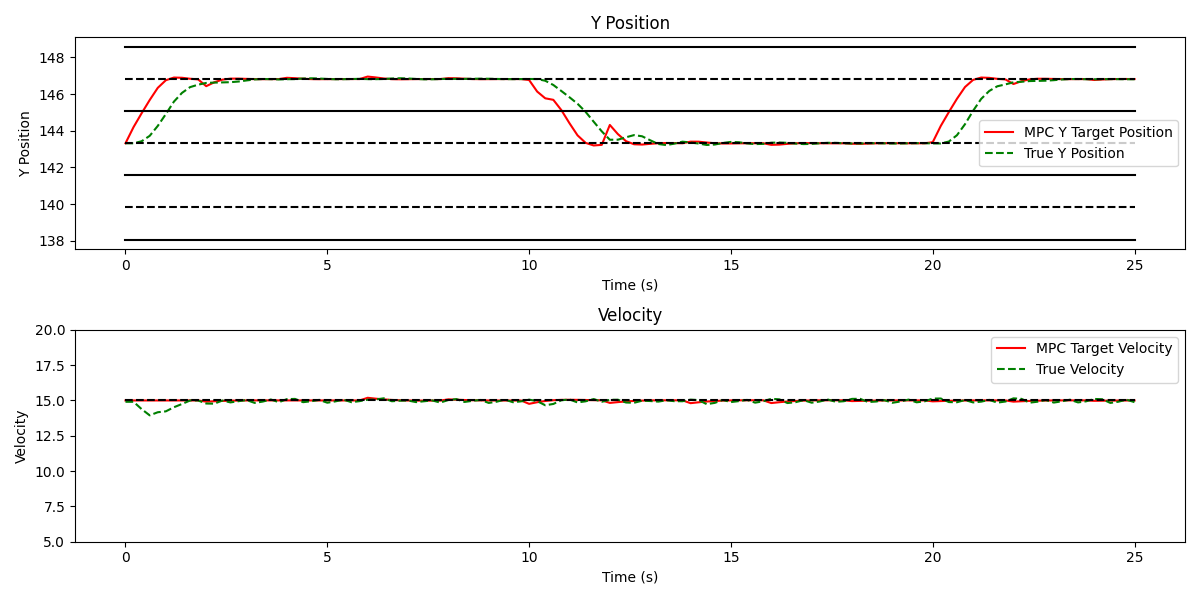 Y Position
148
146
144
142
140
138
Y Position
MPC Y Target Position
True Y Position
0
5
10
15
20
25
Time (s)
Velocity
20.0
17.5
15.0
12.5
10.0
7.5
5.0
Velocity
MPC Target Velocity
True Velocity
0
5
10
15
20
25
Time (s)